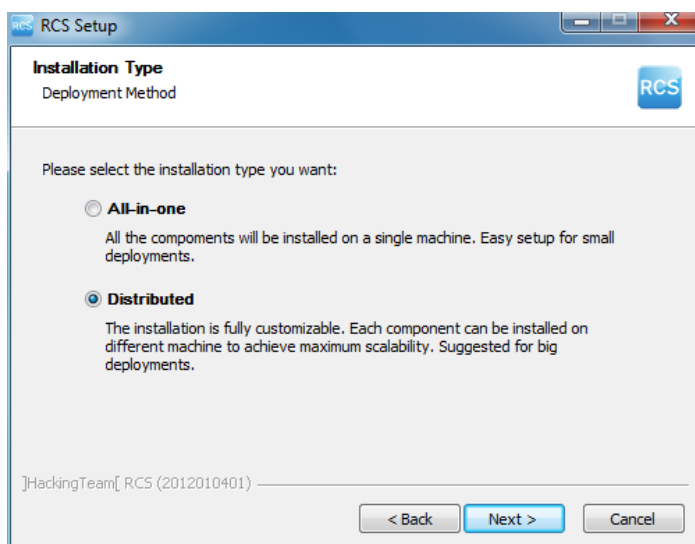 RCS RCS Setup
Installation Type
Deployment Method
RCS
Please select the installation type you want:
All-in-one
All the compoments will be installed on a single machine. Easy setup for small
deployments.
Distributed
The installation is fully customizable. Each component can be installed on
different machine to achieve maximum scalability. Suggested for big
deployments.
]HackingTeam[ RCS (2012010401)
< Back Next > Cancel